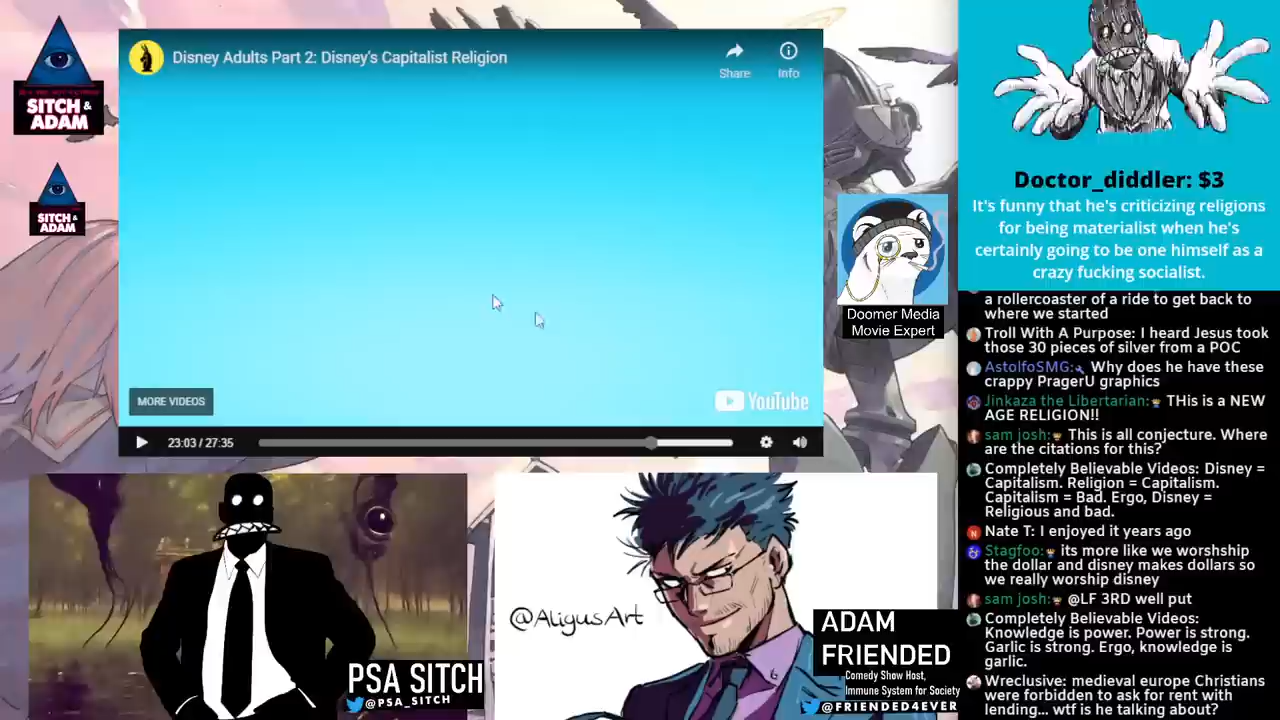 Disney Adults Part 2: Disney's Capitalist Religion
Share
Info
MORE VIDEOS
YouTube
23:03 / 27:35
SITCH &
ADAM
SITCH &
ADAM
Doomer Media
Movie Expert
@AligusArt
PSA SITCH
@PSA_SITCH
ADAM
FRIENDED
Comedy Show Host,
Immune System for Society
@FRIENDED4EVER
Doctor_diddler: $3
It's funny that he's criticizing religions
for being materialist when he's
certainly going to be one himself as a
crazy fucking socialist.
a rollercoaster of a ride to get back to
where we started
Troll With A Purpose: I heard Jesus took
those 30 pieces of silver from a POC
AstolfoSMG: Why does he have these
crappy PragerU graphics
Jinkaza the Libertarian: THis is a NEW
AGE RELIGION!!
sam josh: This is all conjecture. Where
are the citations for this?
Completely Believable Videos: Disney =
Capitalism. Religion = Capitalism.
Capitalism = Bad. Ergo, Disney =
Religious and bad.
Nate T: I enjoyed it years ago
Stagfoo: its more like we worshship
the dollar and disney makes dollars so
we really worship disney
sam josh: @LF 3RD well put
Completely Believable Videos:
Knowledge is power. Power is strong.
Garlic is strong. Ergo, knowledge is
garlic.
Wreclusive: medieval europe Christians
were forbidden to ask for rent with
lending... wtf is he talking about?